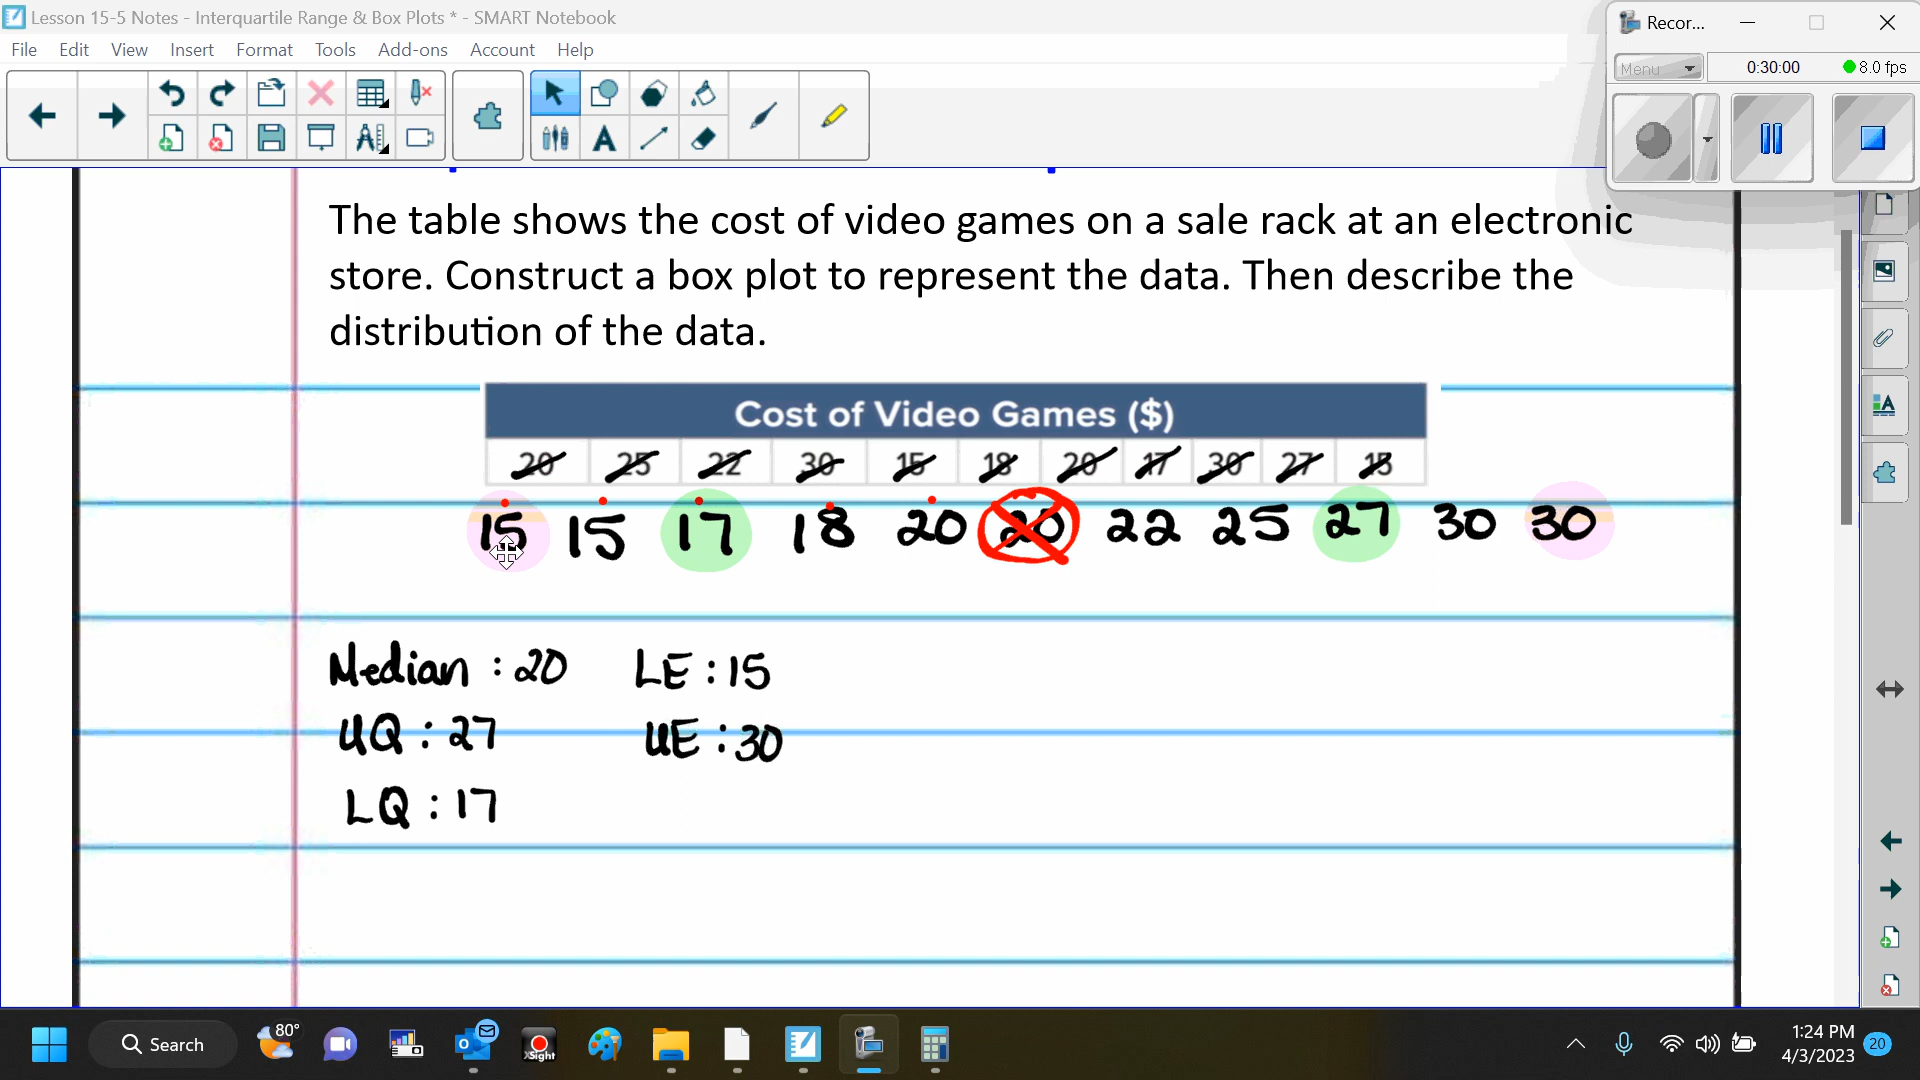 Lesson 15-5 Notes - Interquartile Range & Box Plots * - SMART Notebook
Recor...
File Edit View Insert Format Tools Add-ons Account Help
Menu 0:30:00 8.0 fps
The table shows the cost of video games on a sale rack at an electronic
store. Construct a box plot to represent the data. Then describe the
distribution of the data.
Cost of Video Games ($)
20 25 22 30 15 18 20 17 30 27 15
15 15 17 18 20 20 22 25 27 30 30
Median : 20 LE : 15
UQ : 27 UE : 30
LQ : 17
80°
Search
XSight
1:24 PM
4/3/2023
20